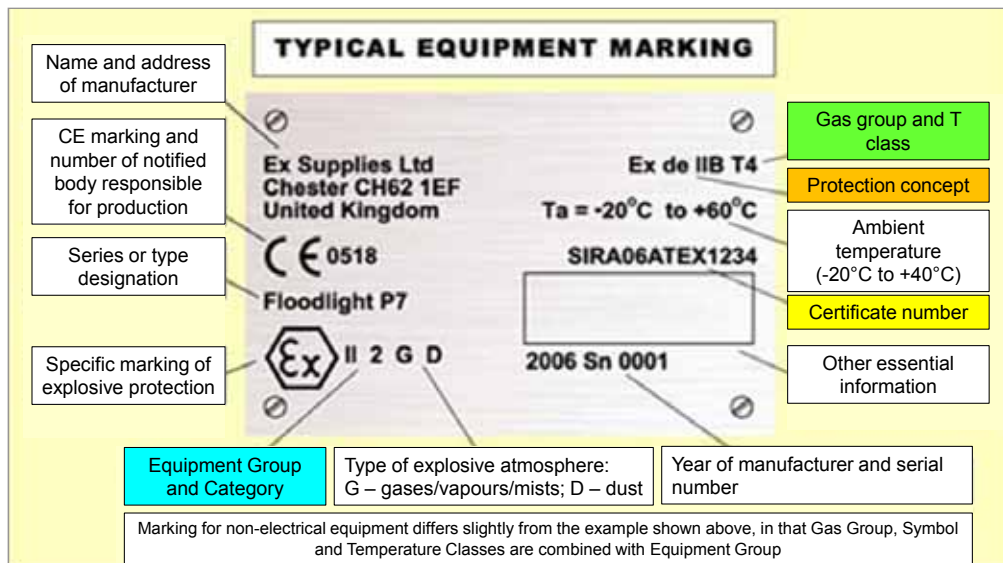 TYPICAL EQUIPMENT MARKING
Name and address
of manufacturer
CE marking and
number of notified
body responsible
for production
Series or type
designation
Specific marking of
explosive protection
Ex Supplies Ltd
Chester CH62 1EF
United Kingdom
CE 0518
Floodlight P7
Ex II 2 G D
Ex de IIB T4
Ta = -20°C to +60°C
SIRA06ATEX1234
2006 Sn 0001
Gas group and T
class
Protection concept
Ambient
temperature
(-20°C to +40°C)
Certificate number
Other essential
information
Equipment Group
and Category
Type of explosive atmosphere:
G – gases/vapours/mists; D – dust
Year of manufacturer and serial
number
Marking for non-electrical equipment differs slightly from the example shown above, in that Gas Group, Symbol
and Temperature Classes are combined with Equipment Group